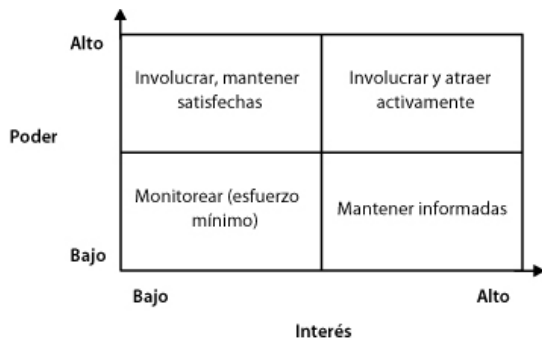 Alto
Involucrar, mantener
satisfechas
Involucrar y atraer
activamente
Poder
Monitorear (esfuerzo
mínimo)
Mantener informadas
Bajo
Bajo
Alto
Interés